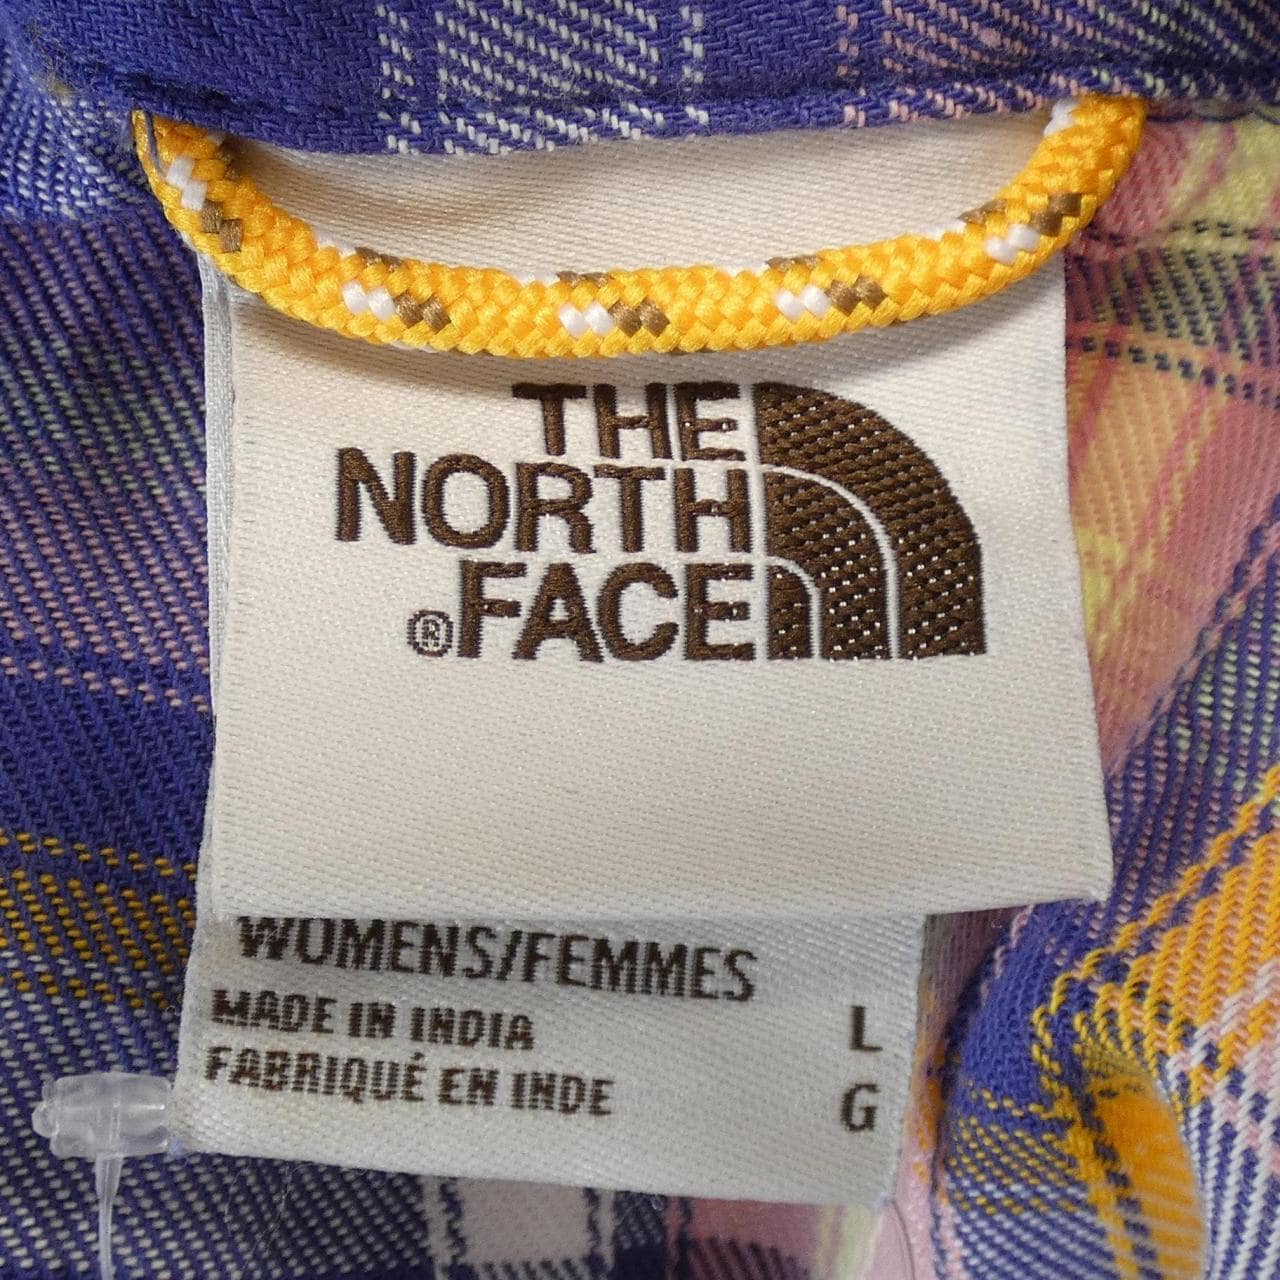 THE
NORTH
®FACE
WOMENS/FEMMES
MADE IN INDIA L
FABRIQUÉ EN INDE G